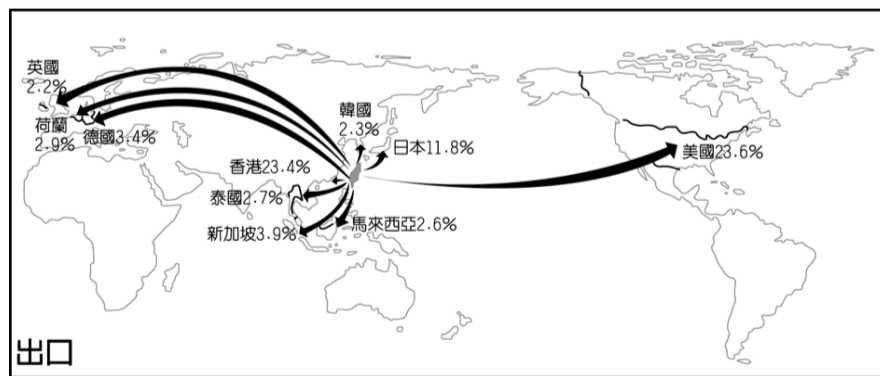 英國
2.2%
荷蘭
2.9%
德國3.4%
韓國
2.3%
日本11.8%
香港23.4%
美國23.6%
泰國2.7%
馬來西亞2.6%
新加坡3.9%
出口